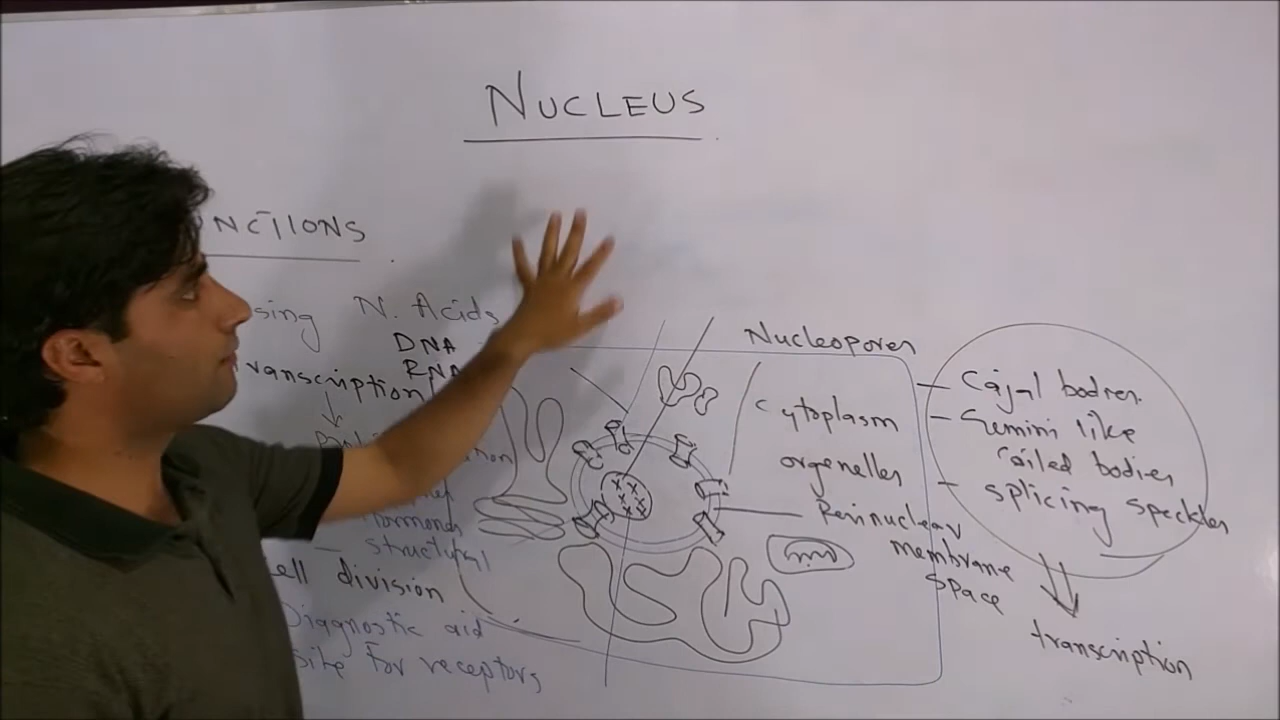 NUCLEUS
NCTIONS
sing N. Acids
DNA
RNA
ranscription
Hormones
structural
ell division
Diagnostic aid
site for receptors
Nucleopores
Cytoplasm
organelles
Perinuclear
membrane
space
- Cajal bodies.
- Gemini like
Coiled bodies
- splicing speckles
transcription